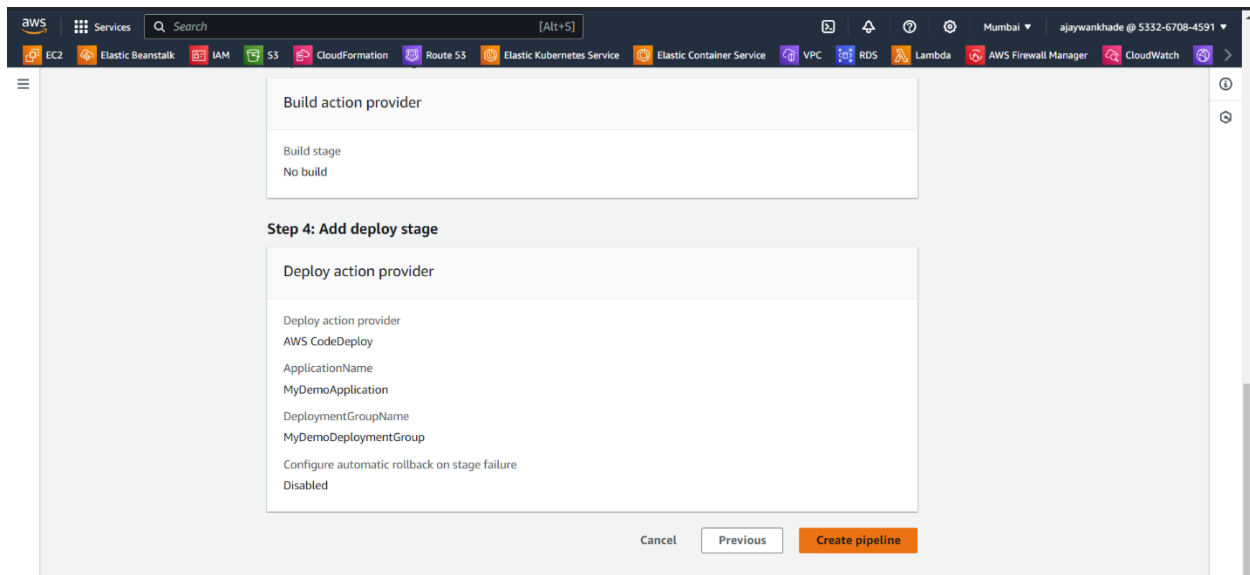 aws Services Search [Alt+S] Mumbai ▼ ajaywankhade @ 5332-6708-4591 ▼
EC2 Elastic Beanstalk IAM S3 CloudFormation Route 53 Elastic Kubernetes Service Elastic Container Service VPC RDS Lambda AWS Firewall Manager CloudWatch
Build action provider
Build stage
No build
Step 4: Add deploy stage
Deploy action provider
Deploy action provider
AWS CodeDeploy
ApplicationName
MyDemoApplication
DeploymentGroupName
MyDemoDeploymentGroup
Configure automatic rollback on stage failure
Disabled
Cancel Previous Create pipeline